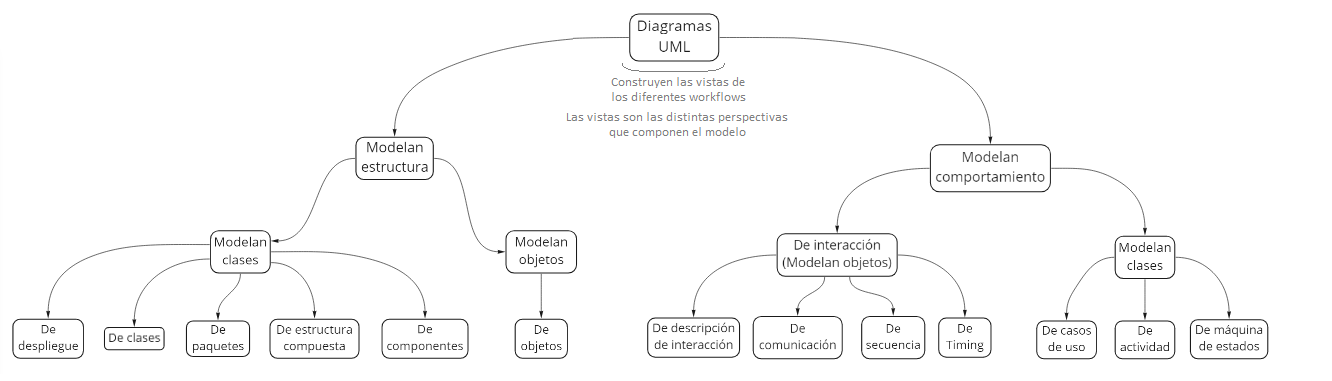 Diagramas
UML
Construyen las vistas de
los diferentes workflows
Las vistas son las distintas perspectivas
que componen el modelo
Modelan
estructura
Modelan
comportamiento
Modelan
clases
Modelan
objetos
De interacción
(Modelan objetos)
Modelan
clases
De
despliegue
De clases
De
paquetes
De estructura
compuesta
De
componentes
De
objetos
De descripción
de interacción
De
comunicación
De
secuencia
De
Timing
De casos
de uso
De
actividad
De máquina
de estados